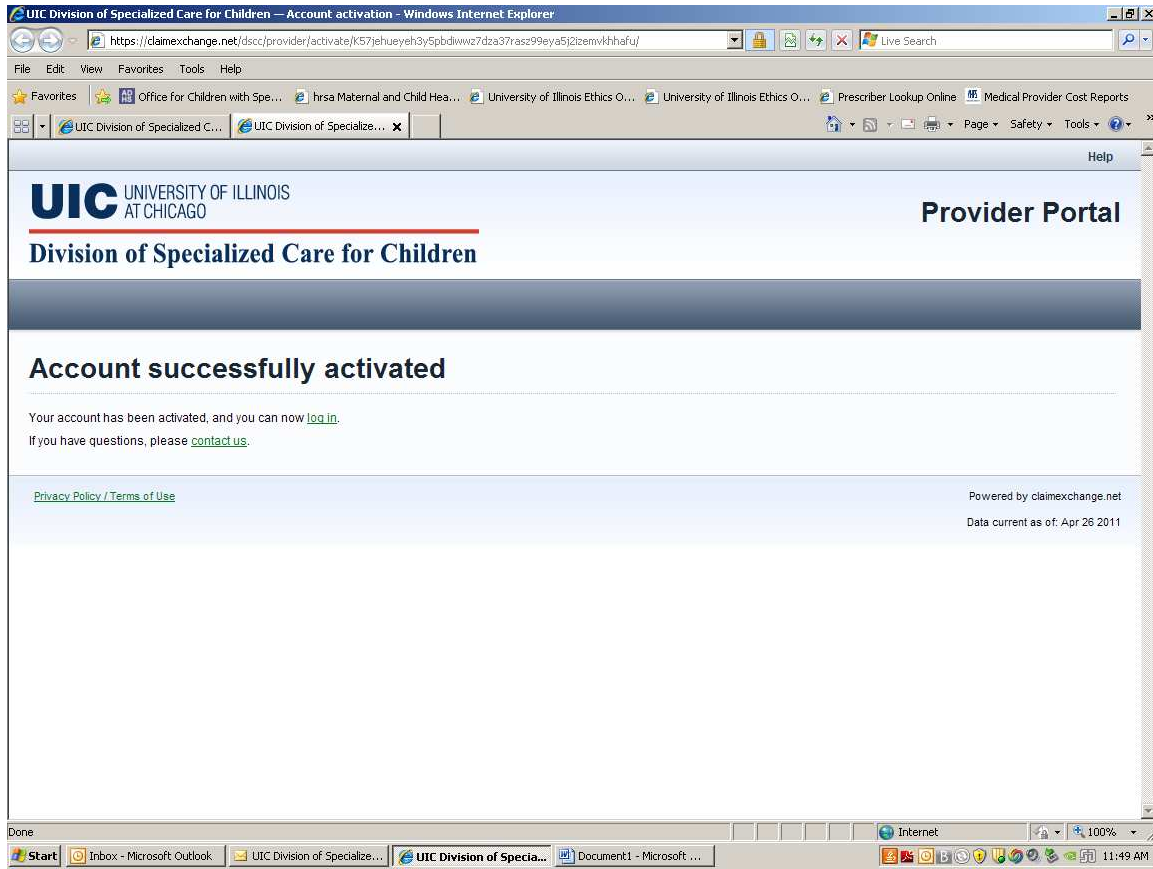 UIC Division of Specialized Care for Children — Account activation - Windows Internet Explorer
https://claimexchange.net/dscc/provider/activate/K57jehueyeh3y5pbdiwwz7dza37rasz99eya5j2izemvkhhafu/
Live Search
File Edit View Favorites Tools Help
Favorites Office for Children with Spe... hrsa Maternal and Child Hea... University of Illinois Ethics O... University of Illinois Ethics O... Prescriber Lookup Online Medical Provider Cost Reports
UIC Division of Specialized C... UIC Division of Specialize... Page Safety Tools »
Help
UIC UNIVERSITY OF ILLINOIS
AT CHICAGO
Provider Portal
Division of Specialized Care for Children
Account successfully activated
Your account has been activated, and you can now log in.
If you have questions, please contact us.
Privacy Policy / Terms of Use
Powered by claimexchange.net
Data current as of: Apr 26 2011
Done Internet 100%
Start Inbox - Microsoft Outlook UIC Division of Specialize... UIC Division of Specia... Document1 - Microsoft ... 11:49 AM